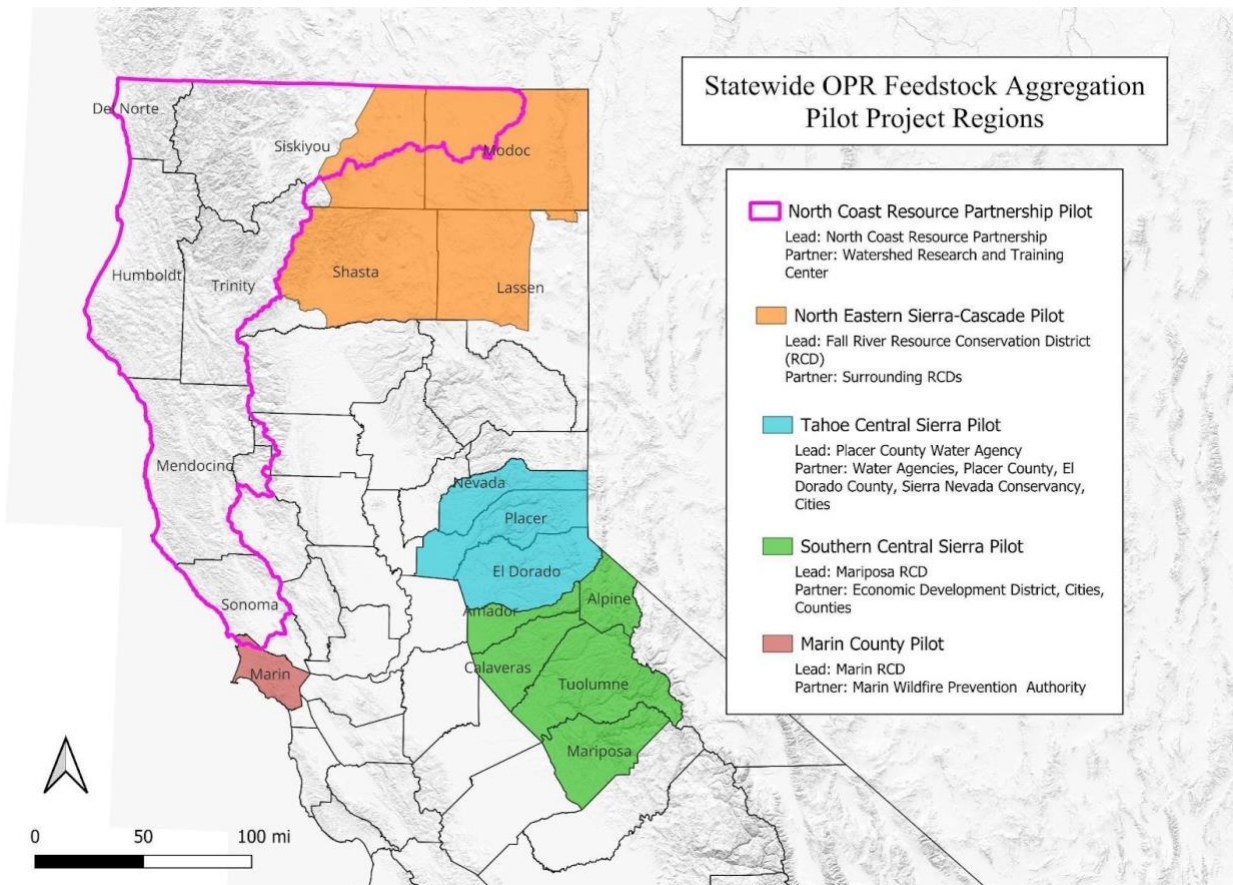 Statewide OPR Feedstock Aggregation
Pilot Project Regions
North Coast Resource Partnership Pilot
Lead: North Coast Resource Partnership
Partner: Watershed Research and Training
Center
North Eastern Sierra-Cascade Pilot
Lead: Fall River Resource Conservation District
(RCD)
Partner: Surrounding RCDs
Tahoe Central Sierra Pilot
Lead: Placer County Water Agency
Partner: Water Agencies, Placer County, El
Dorado County, Sierra Nevada Conservancy,
Cities
Southern Central Sierra Pilot
Lead: Mariposa RCD
Partner: Economic Development District, Cities,
Counties
Marin County Pilot
Lead: Marin RCD
Partner: Marin Wildfire Prevention Authority
Del Norte
Siskiyou
Modoc
Humboldt
Trinity
Shasta
Lassen
Mendocino
Nevada
Placer
El Dorado
Sonoma
Amador
Alpine
Marin
Calaveras
Tuolumne
Mariposa
0 50 100 mi